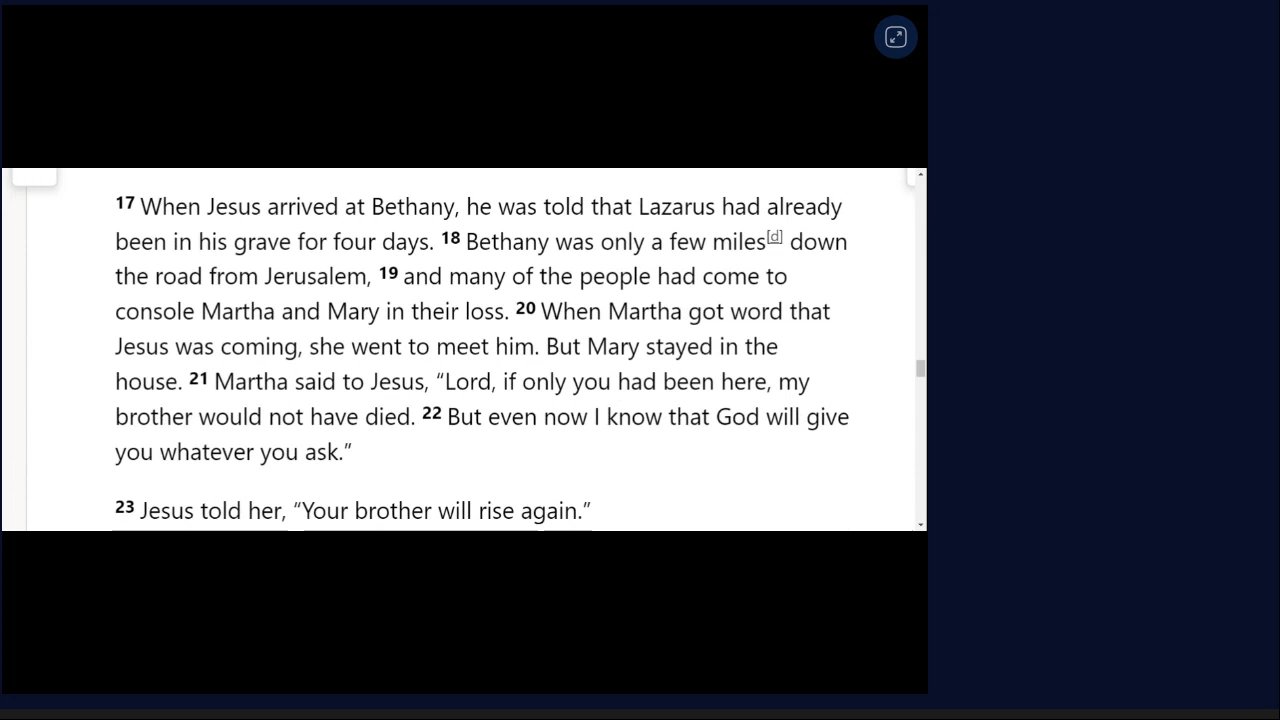 17 When Jesus arrived at Bethany, he was told that Lazarus had already
been in his grave for four days. 18 Bethany was only a few miles[d] down
the road from Jerusalem, 19 and many of the people had come to
console Martha and Mary in their loss. 20 When Martha got word that
Jesus was coming, she went to meet him. But Mary stayed in the
house. 21 Martha said to Jesus, “Lord, if only you had been here, my
brother would not have died. 22 But even now I know that God will give
you whatever you ask.”
23 Jesus told her, “Your brother will rise again.”